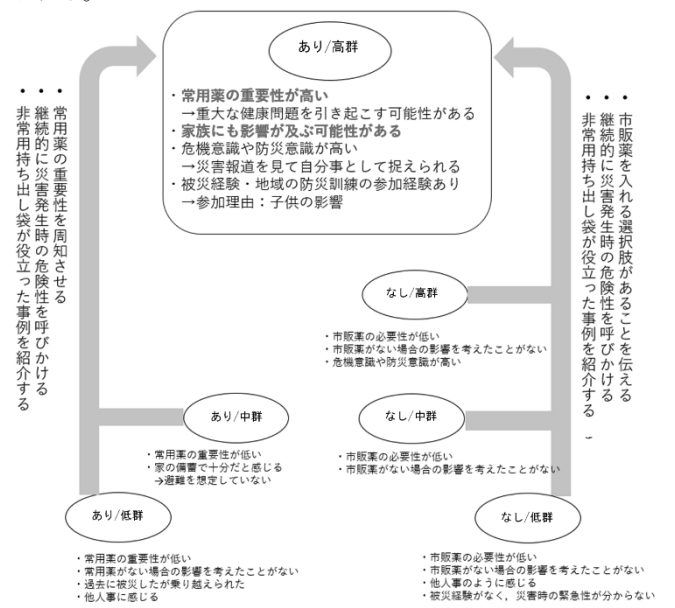 あり/高群
・常用薬の重要性が高い
→重大な健康問題を引き起こす可能性がある
・家族にも影響が及ぶ可能性がある
・危機意識や防災意識が高い
→災害報道を見て自分事として捉えられる
・被災経験・地域の防災訓練の参加経験あり
→参加理由：子供の影響
・常用薬の重要性を周知させる
・継続的に災害発生時の危険性を呼びかける
・非常用持ち出し袋が役立った事例を紹介する
・市販薬を入れる選択肢があることを伝える
・継続的に災害発生時の危険性を呼びかける
・非常用持ち出し袋が役立った事例を紹介する
なし/高群
・市販薬の必要性が低い
・市販薬がない場合の影響を考えたことがない
・危機意識や防災意識が高い
あり/中群
・常用薬の重要性が低い
・家の備蓄で十分だと感じる
→避難を想定していない
なし/中群
・市販薬の必要性が低い
・市販薬がない場合の影響を考えたことがない
あり/低群
・常用薬の重要性が低い
・常用薬がない場合の影響を考えたことがない
・過去に被災したが乗り越えられた
・他人事に感じる
なし/低群
・市販薬の必要性が低い
・市販薬がない場合の影響を考えたことがない
・他人事のように感じる
・被災経験がなく，災害時の緊急性が分からない